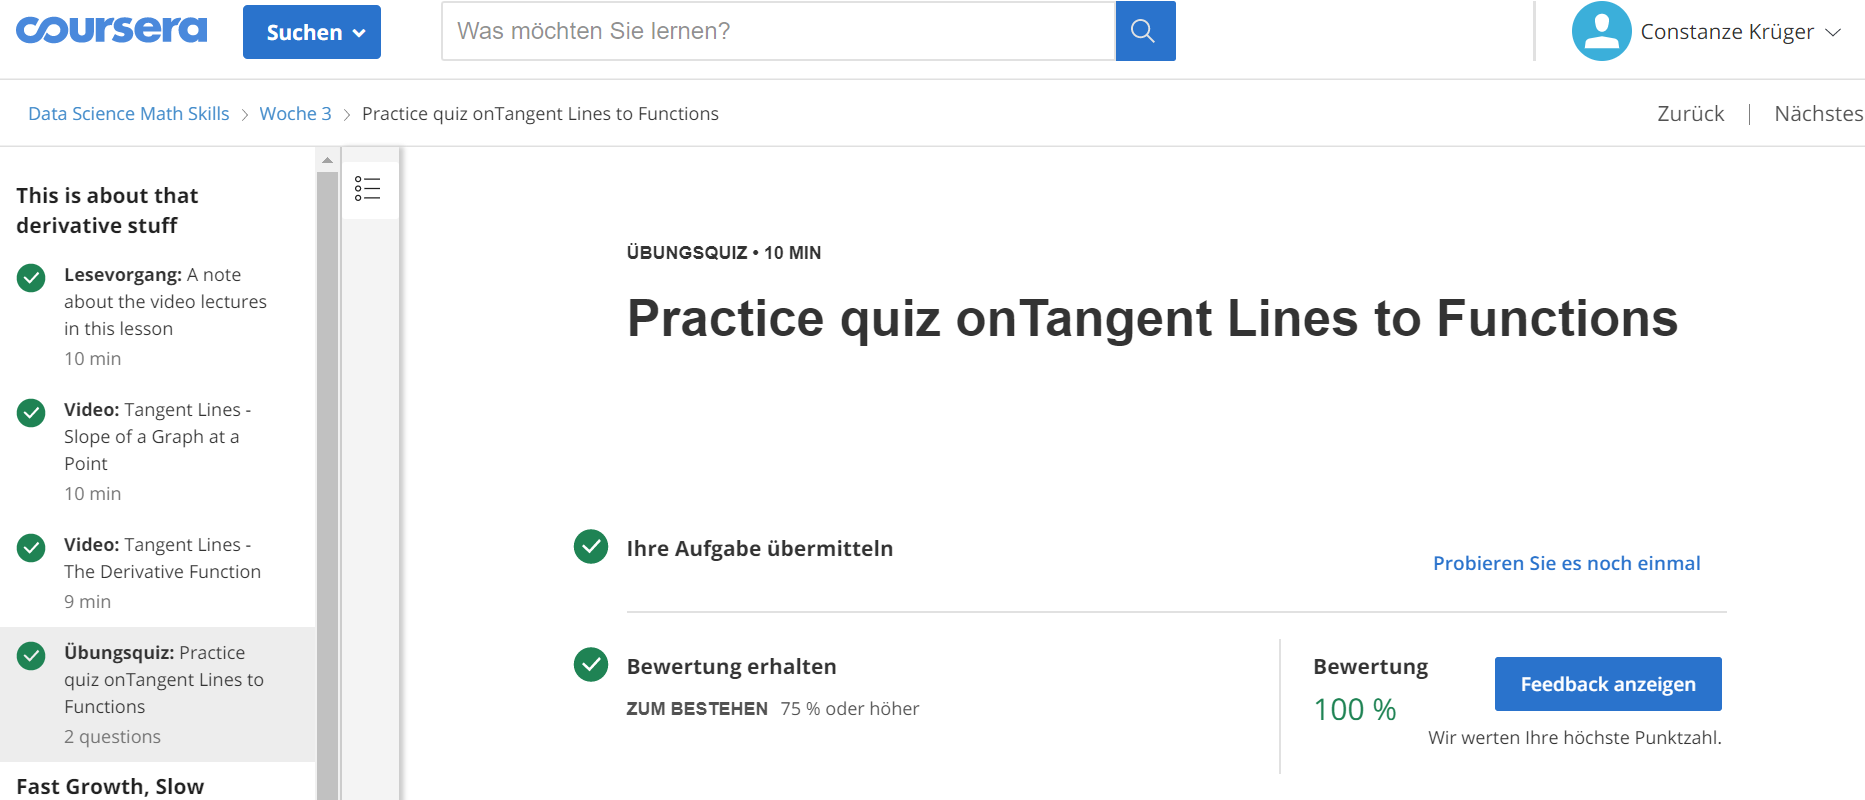 coursera
Suchen
Was möchten Sie lernen?
Constanze Krüger
Data Science Math Skills > Woche 3 > Practice quiz onTangent Lines to Functions
Zurück | Nächstes
This is about that
derivative stuff
Lesevorgang: A note
about the video lectures
in this lesson
10 min
Video: Tangent Lines -
Slope of a Graph at a
Point
10 min
Video: Tangent Lines -
The Derivative Function
9 min
Übungsquiz: Practice
quiz onTangent Lines to
Functions
2 questions
Fast Growth, Slow
ÜBUNGSQUIZ • 10 MIN
Practice quiz onTangent Lines to Functions
Ihre Aufgabe übermitteln
Probieren Sie es noch einmal
Bewertung erhalten
ZUM BESTEHEN 75 % oder höher
Bewertung
100 %
Feedback anzeigen
Wir werten Ihre höchste Punktzahl.